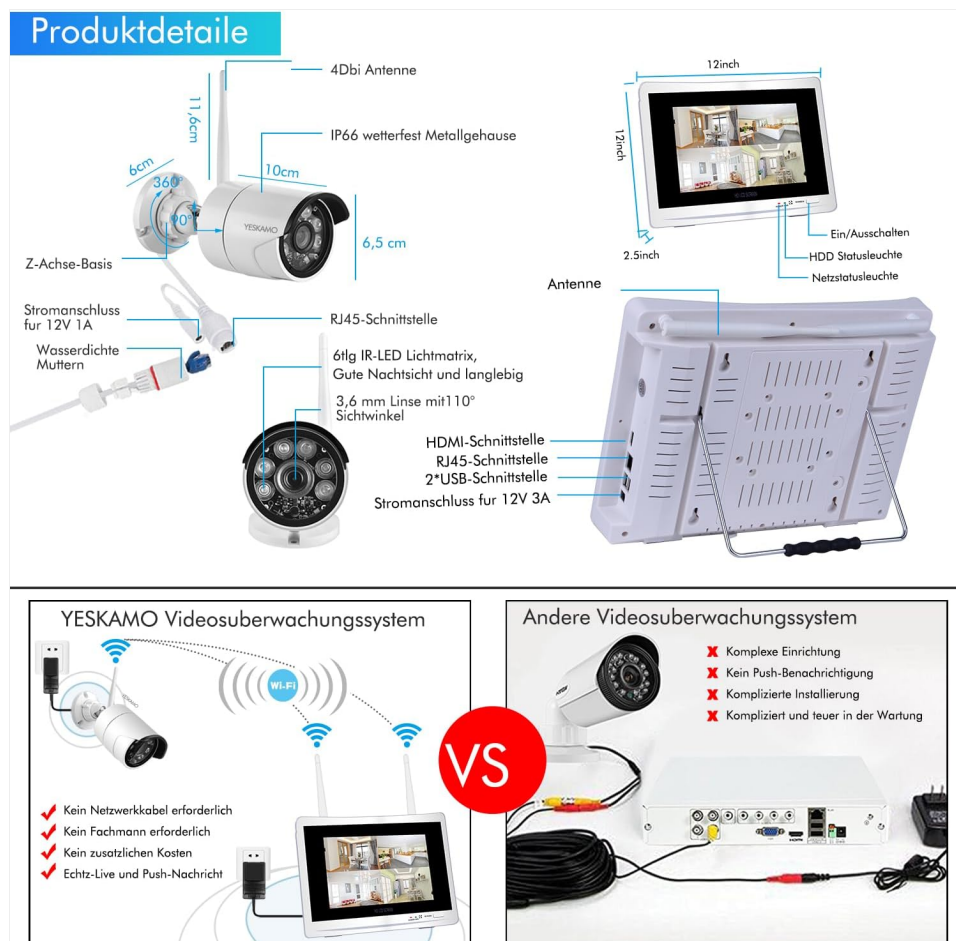 Produktdetaile
4Dbi Antenne
11,6cm
IP66 wetterfest Metallgehause
6cm
10cm
360°
90°
YESKAMO
6,5 cm
Z-Achse-Basis
Stromanschluss
fur 12V 1A
RJ45-Schnittstelle
Wasserdichte
Muttern
6tlg IR-LED Lichtmatrix,
Gute Nachtsicht und langlebig
3,6 mm Linse mit110°
Sichtwinkel
12inch
12inch
2.5inch
Ein/Ausschalten
HDD Statusleuchte
Netzstatusleuchte
Antenne
HDMI-Schnittstelle
RJ45-Schnittstelle
2*USB-Schnittstelle
Stromanschluss fur 12V 3A
YESKAMO Videosuberwachungssystem
Wi-Fi
Kein Netzwerkkabel erforderlich
Kein Fachmann erforderlich
Kein zusatzlichen Kosten
Echtz-Live und Push-Nachricht
VS
Andere Videosuberwachungssystem
X Komplexe Einrichtung
X Kein Push-Benachrichtigung
X Komplizierte Installierung
X Kompliziert und teuer in der Wartung
HDMI